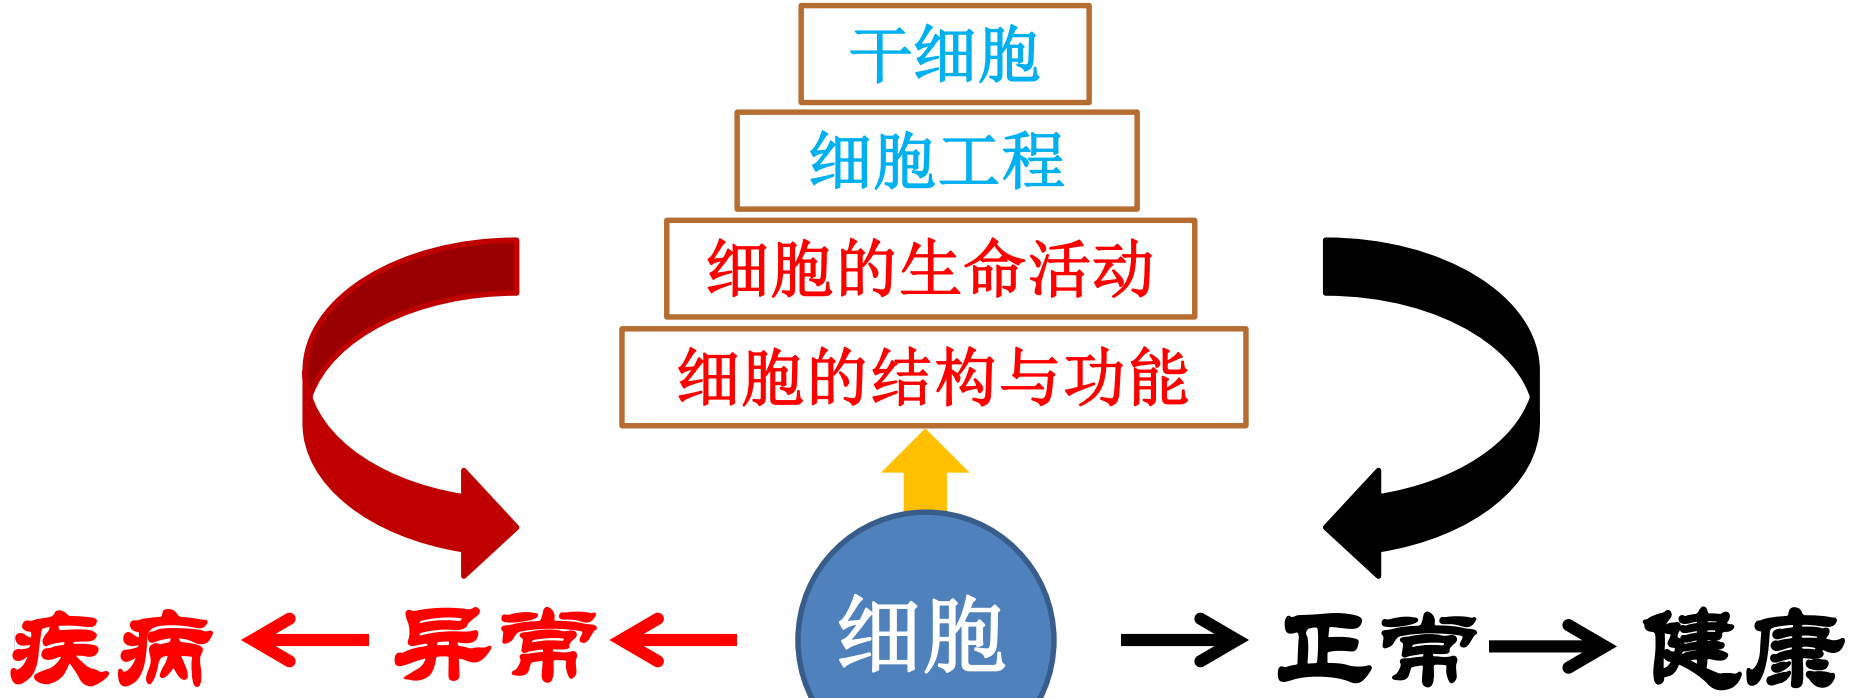 干细胞
细胞工程
细胞的生命活动
细胞的结构与功能
疾病 异常 细胞 正常 健康